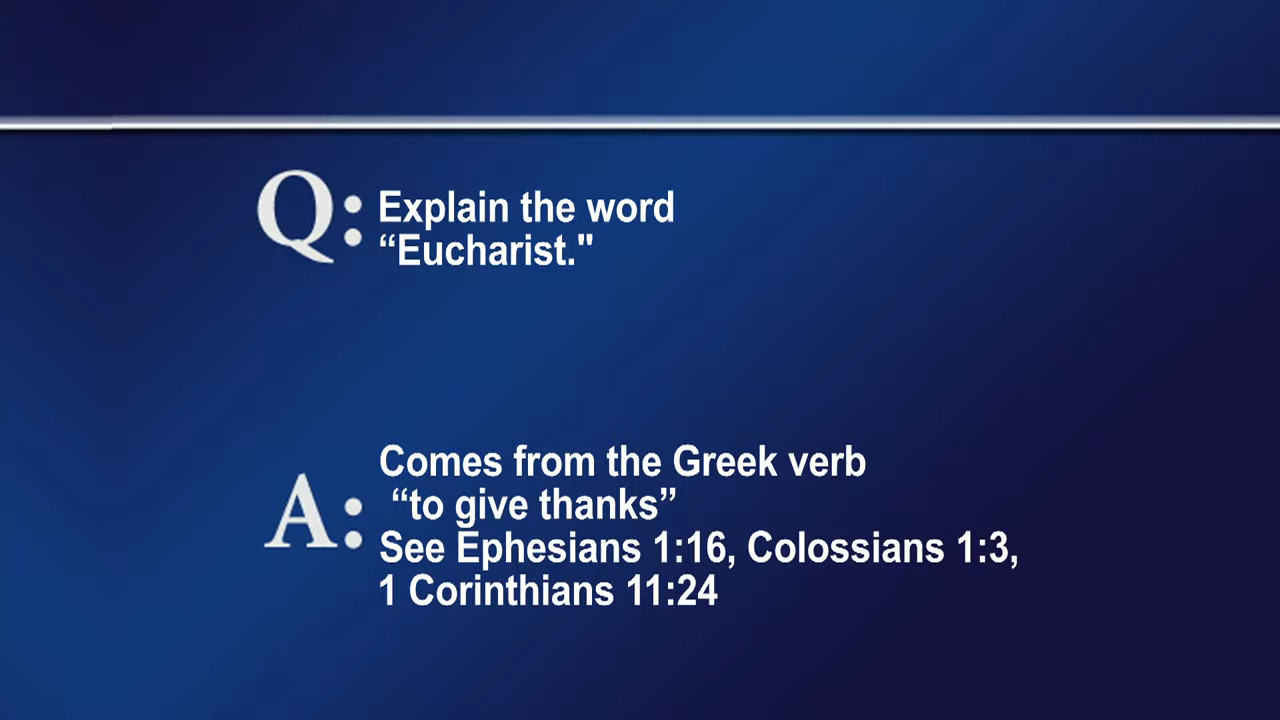 Q: Explain the word
“Eucharist."
A: Comes from the Greek verb
“to give thanks”
See Ephesians 1:16, Colossians 1:3,
1 Corinthians 11:24